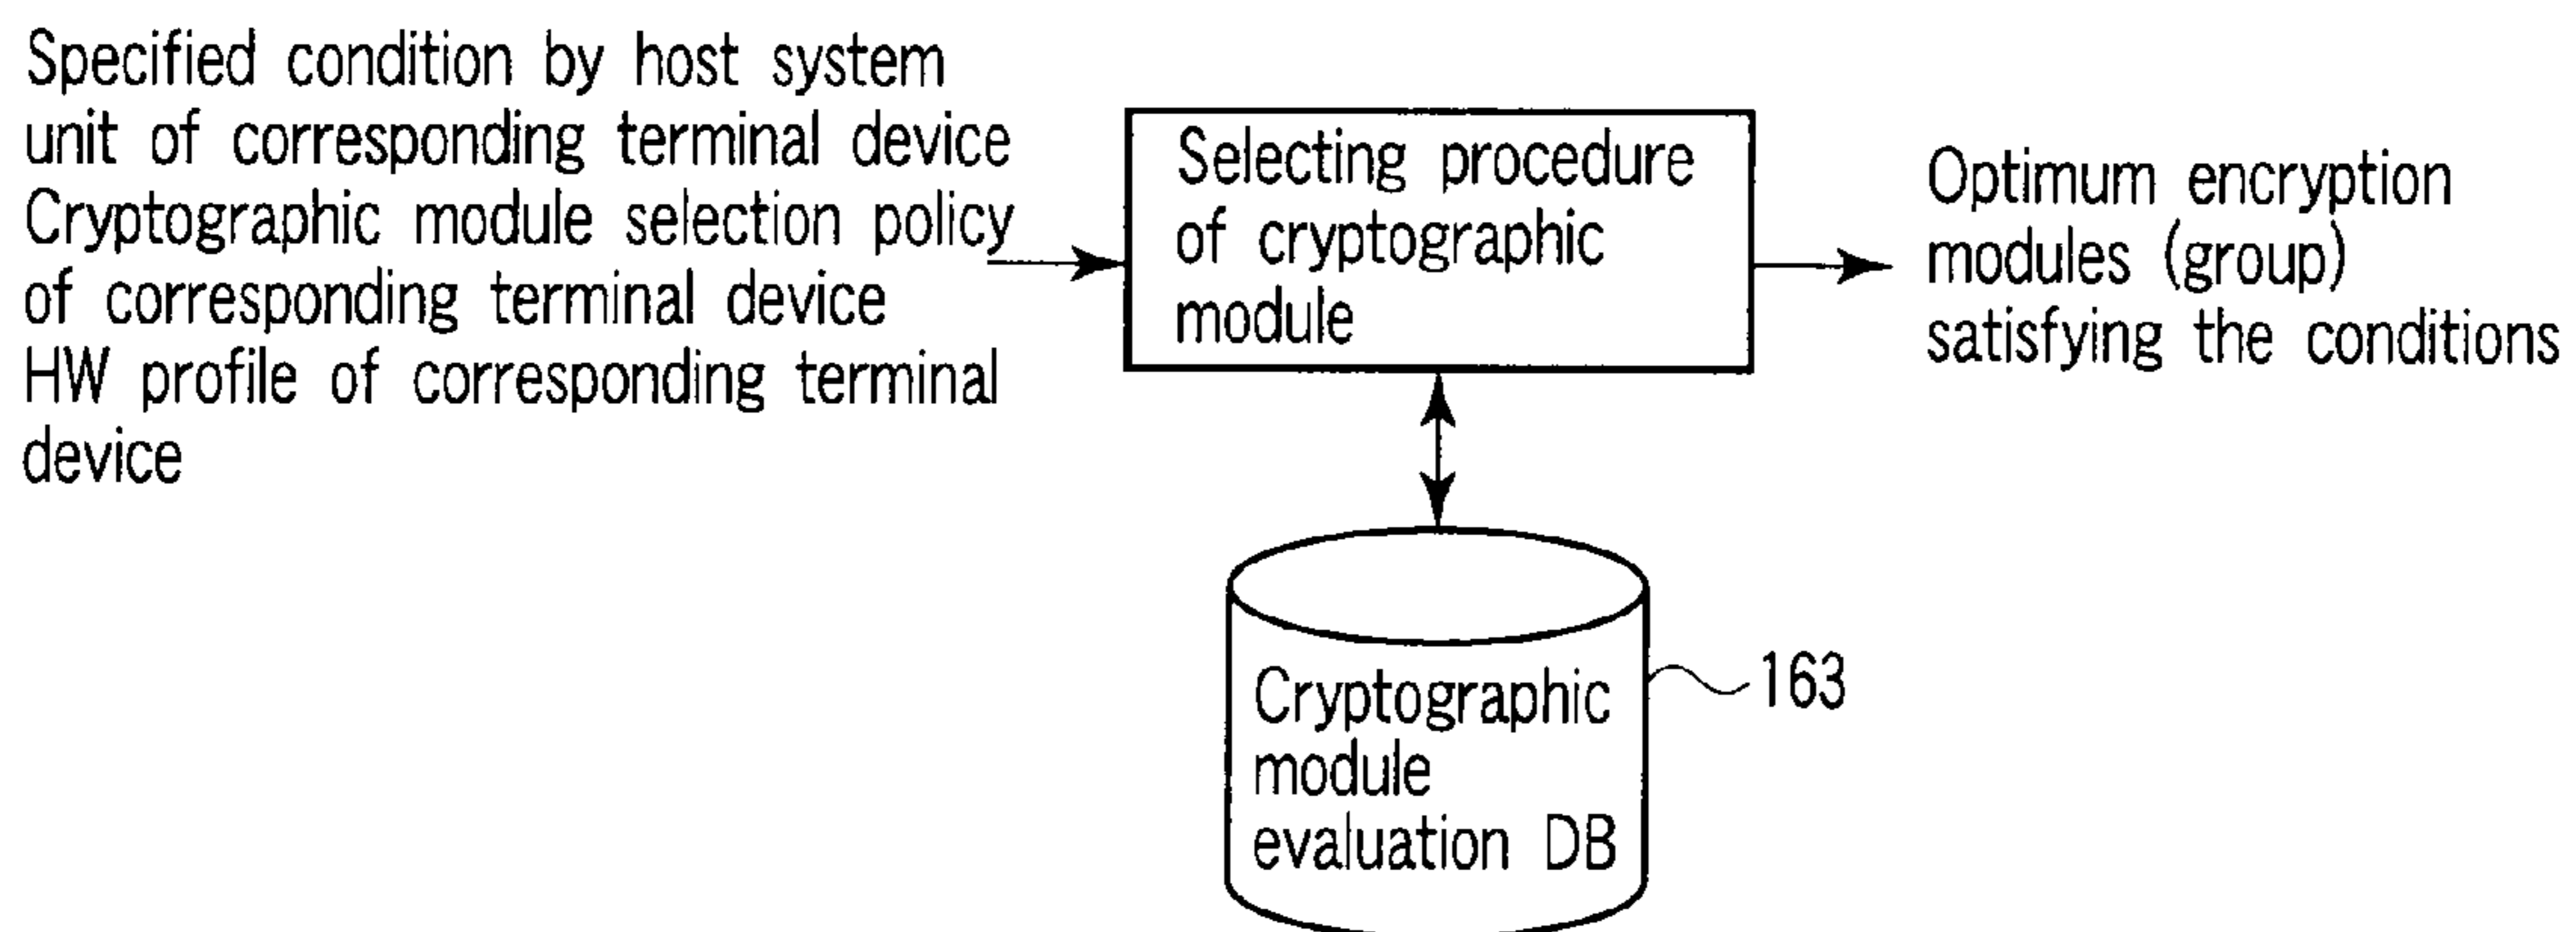 Specified condition by host system
unit of corresponding terminal device
Cryptographic module selection policy
of corresponding terminal device
HW profile of corresponding terminal
device
Selecting procedure
of cryptographic
module
Optimum encryption
modules (group)
satisfying the conditions
Cryptographic
module
evaluation DB
163